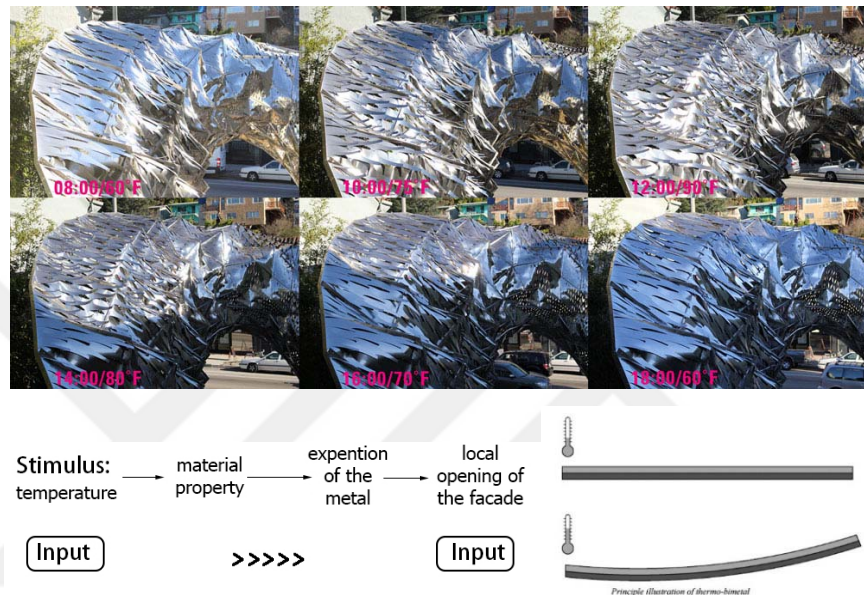 08:00/60°F
10:00/75°F
12:00/90°F
14:00/80°F
16:00/70°F
18:00/60°F
Stimulus:
temperature
material
property
expention
of the
metal
local
opening of
the facade
Input
>>>>>
Input
Principle illustration of thermo-bimetal